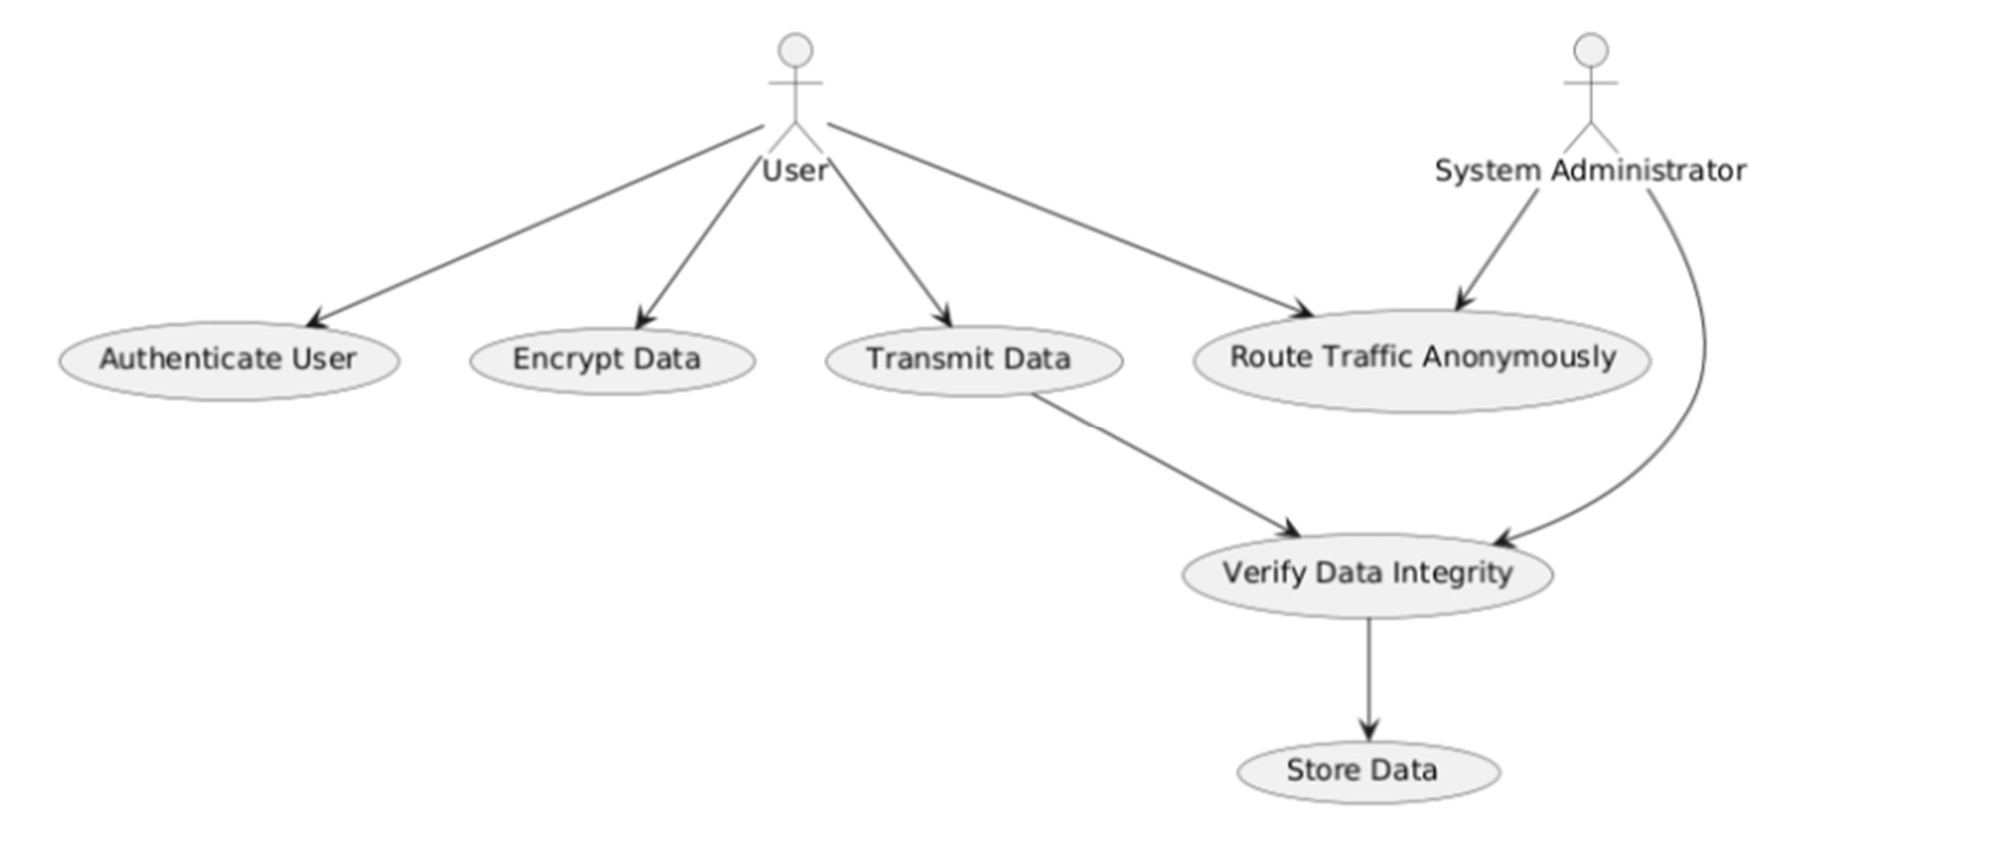 User
System Administrator
Authenticate User
Encrypt Data
Transmit Data
Route Traffic Anonymously
Verify Data Integrity
Store Data